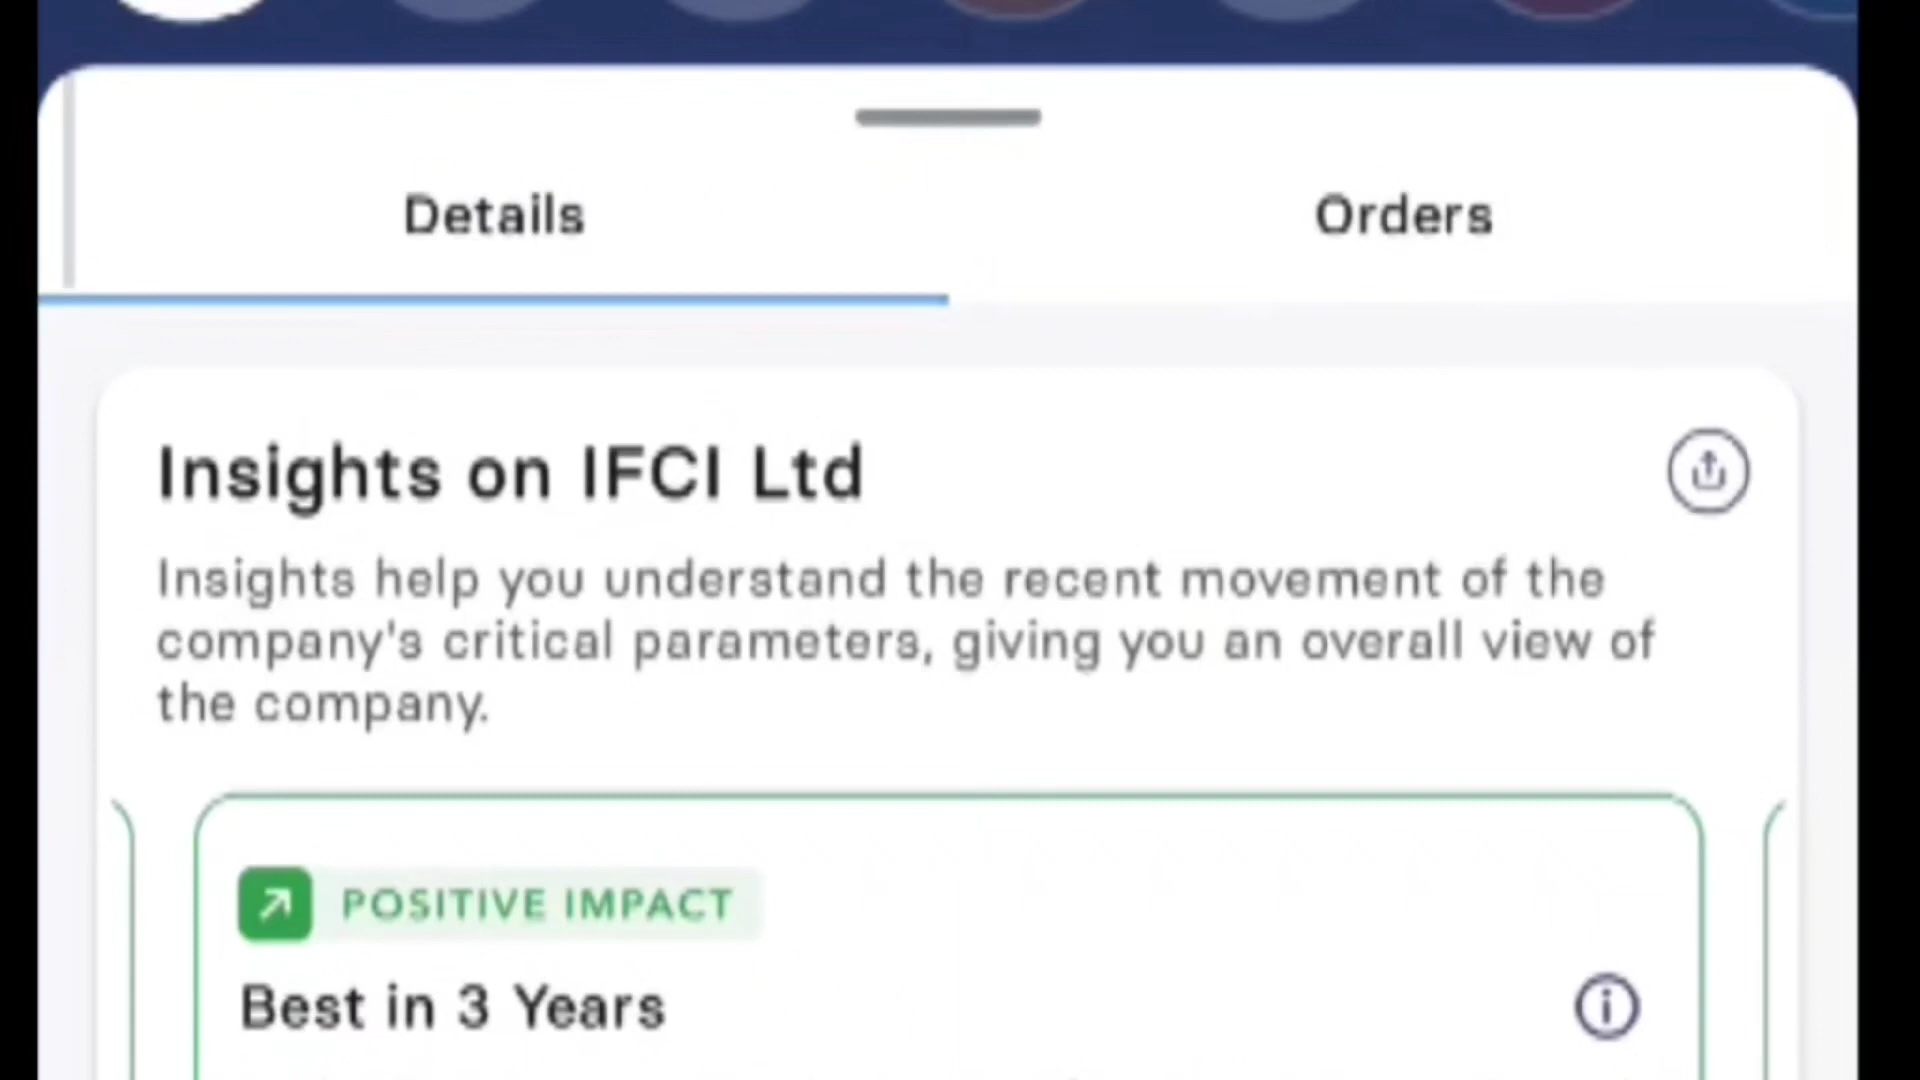 Details
Orders
Insights on IFCI Ltd
Insights help you understand the recent movement of the
company's critical parameters, giving you an overall view of
the company.
POSITIVE IMPACT
Best in 3 Years